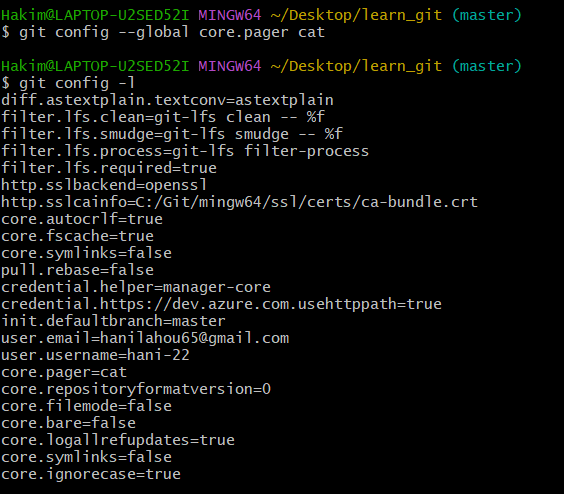 Hakim@LAPTOP-U2SED52I MINGW64 ~/Desktop/learn_git (master)
$ git config --global core.pager cat
Hakim@LAPTOP-U2SED52I MINGW64 ~/Desktop/learn_git (master)
$ git config -l
diff.astextplain.textconv=astextplain
filter.lfs.clean=git-lfs clean -- %f
filter.lfs.smudge=git-lfs smudge -- %f
filter.lfs.process=git-lfs filter-process
filter.lfs.required=true
http.sslbackend=openssl
http.sslcainfo=C:/Git/mingw64/ssl/certs/ca-bundle.crt
core.autocrlf=true
core.fscache=true
core.symlinks=false
pull.rebase=false
credential.helper=manager-core
credential.https://dev.azure.com.usehttppath=true
init.defaultbranch=master
user.email=hanilahou65@gmail.com
user.username=hani-22
core.pager=cat
core.repositoryformatversion=0
core.filemode=false
core.bare=false
core.logallrefupdates=true
core.symlinks=false
core.ignorecase=true